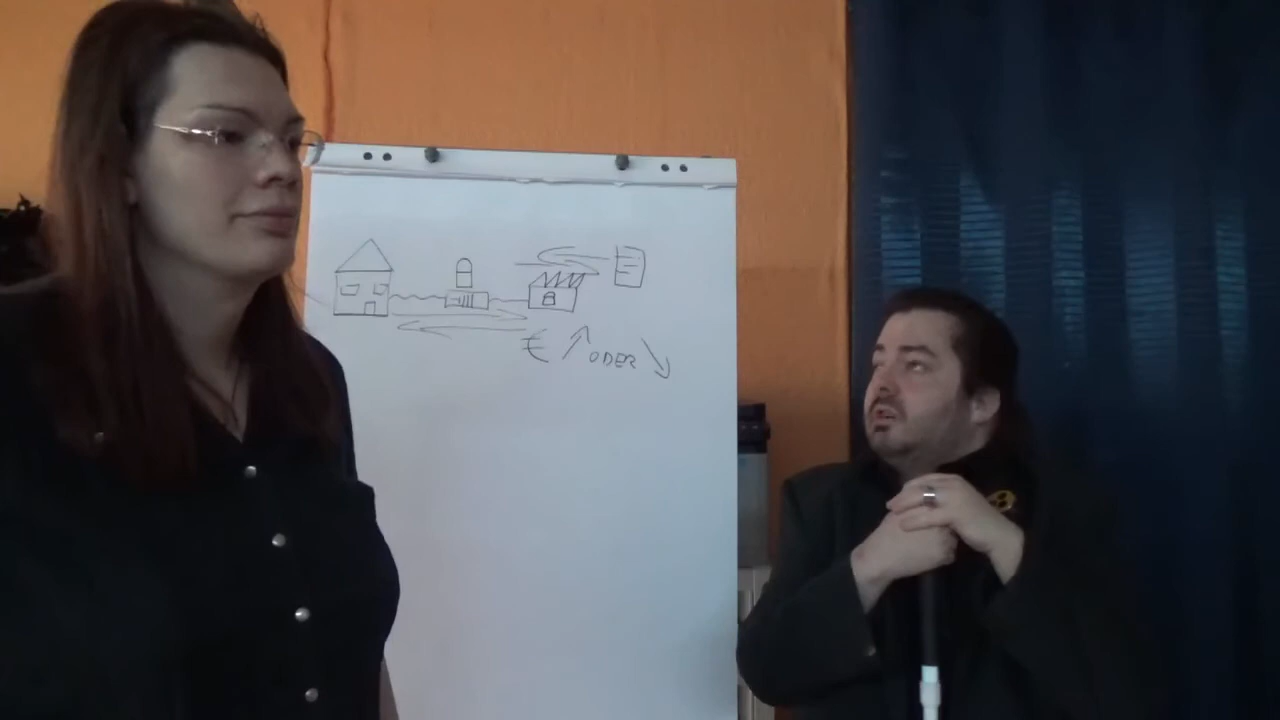 € ↑ ODER ↓